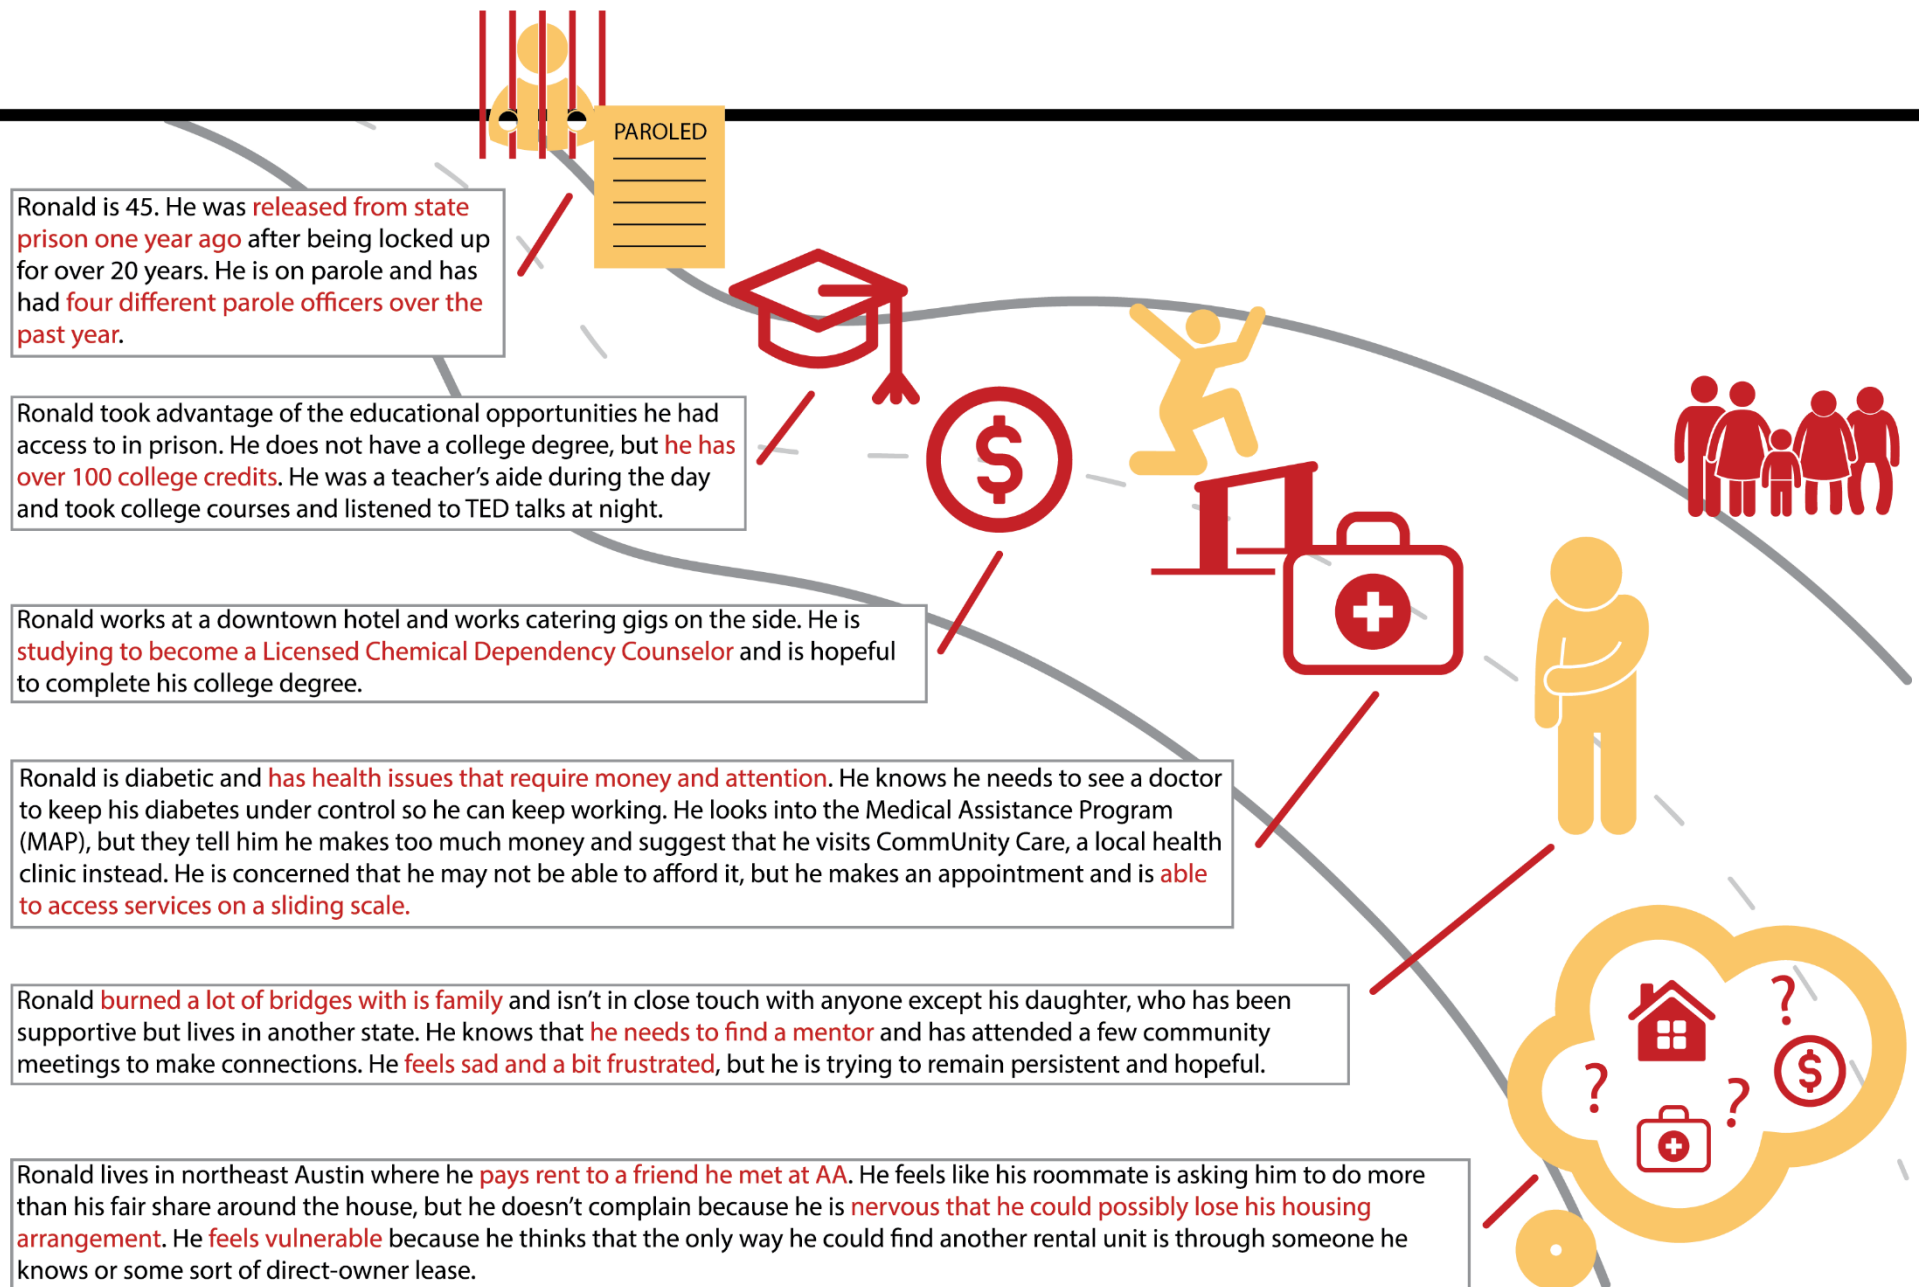 PAROLED
Ronald is 45. He was released from state
prison one year ago after being locked up
for over 20 years. He is on parole and has
had four different parole officers over the
past year.
Ronald took advantage of the educational opportunities he had
access to in prison. He does not have a college degree, but he has
over 100 college credits. He was a teacher’s aide during the day
and took college courses and listened to TED talks at night.
$
Ronald works at a downtown hotel and works catering gigs on the side. He is
studying to become a Licensed Chemical Dependency Counselor and is hopeful
to complete his college degree.
Ronald is diabetic and has health issues that require money and attention. He knows he needs to see a doctor
to keep his diabetes under control so he can keep working. He looks into the Medical Assistance Program
(MAP), but they tell him he makes too much money and suggest that he visits CommUnity Care, a local health
clinic instead. He is concerned that he may not be able to afford it, but he makes an appointment and is able
to access services on a sliding scale.
Ronald burned a lot of bridges with is family and isn’t in close touch with anyone except his daughter, who has been
supportive but lives in another state. He knows that he needs to find a mentor and has attended a few community
meetings to make connections. He feels sad and a bit frustrated, but he is trying to remain persistent and hopeful.
?
?
?
$
Ronald lives in northeast Austin where he pays rent to a friend he met at AA. He feels like his roommate is asking him to do more
than his fair share around the house, but he doesn’t complain because he is nervous that he could possibly lose his housing
arrangement. He feels vulnerable because he thinks that the only way he could find another rental unit is through someone he
knows or some sort of direct-owner lease.